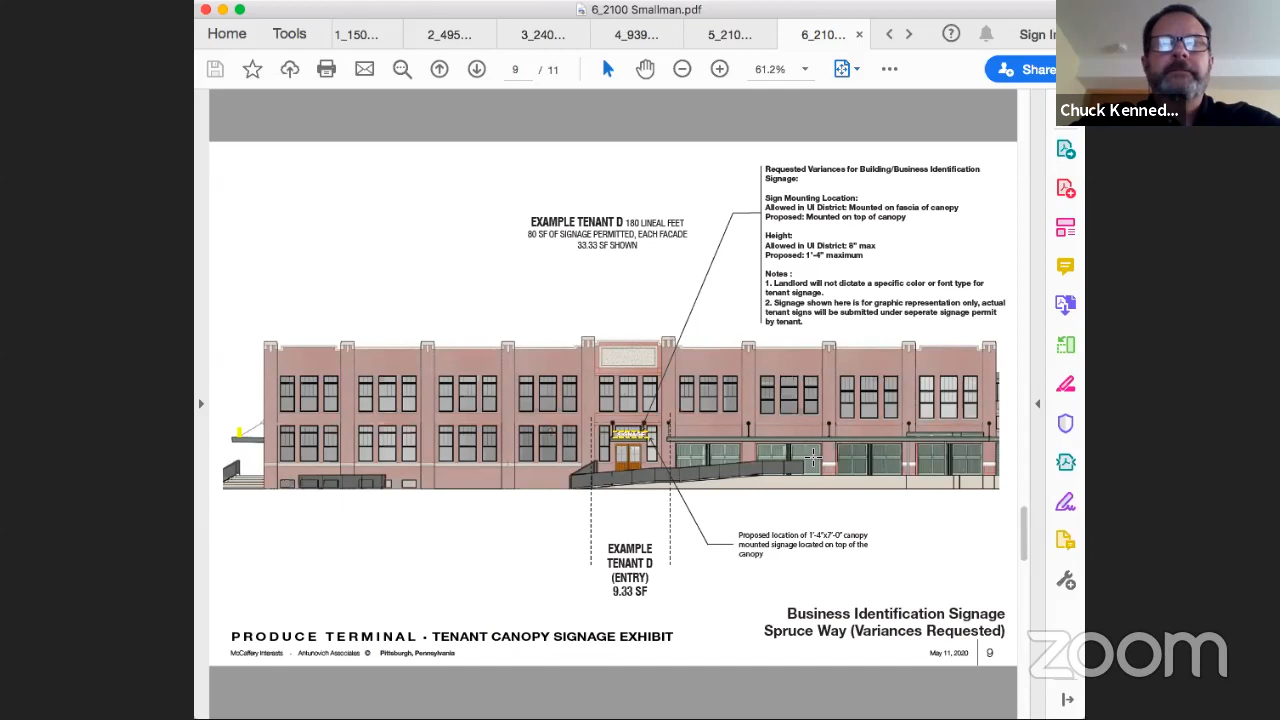 6_2100 Smallman.pdf
Home Tools 1_150... 2_495... 3_240... 4_939... 5_210... 6_210... × Sign In
9 / 11 61.2% Share
Chuck Kenned...
Requested Variances for Building/Business Identification
Signage:
Sign Mounting Location:
Allowed in UI District: Mounted on fascia of canopy
Proposed: Mounted on top of canopy
Height:
Allowed in UI District: 8" max
Proposed: 1'-4" maximum
Notes :
1. Landlord will not dictate a specific color or font type for
tenant signage.
2. Signage shown here is for graphic representation only, actual
tenant signs will be submitted under seperate signage permit
by tenant.
EXAMPLE TENANT D 180 LINEAL FEET
80 SF OF SIGNAGE PERMITTED, EACH FACADE
33.33 SF SHOWN
SIGNAGE
Proposed location of 1'-4"x7'-0" canopy
mounted signage located on top of the
canopy
EXAMPLE
TENANT D
(ENTRY)
9.33 SF
Business Identification Signage
Spruce Way (Variances Requested)
PRODUCE TERMINAL · TENANT CANOPY SIGNAGE EXHIBIT
McCaffery Interests · Antunovich Associates © Pittsburgh, Pennsylvania
May 11, 2020 9
zoom